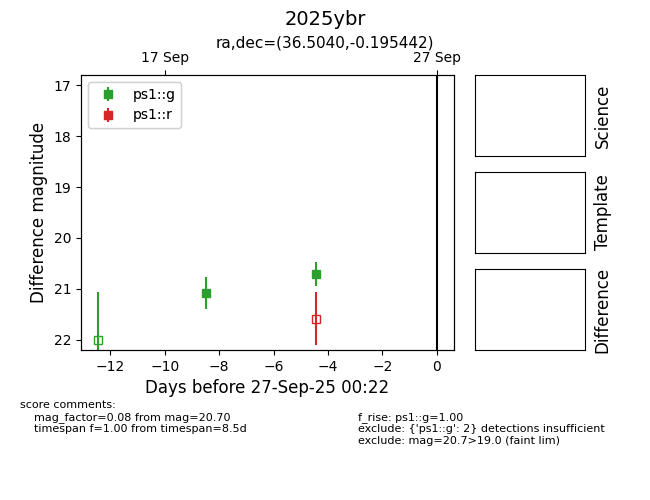 2025ybr
ra,dec=(36.5040,-0.195442)
17 Sep
27 Sep
ps1::g
ps1::r
17
18
19
20
21
22
Difference magnitude
−12
−10
−8
−6
−4
−2
0
Days before 27-Sep-25 00:22
Science
Template
Difference
score comments:
mag_factor=0.08 from mag=20.70
timespan f=1.00 from timespan=8.5d
f_rise: ps1::g=1.00
exclude: {'ps1::g': 2} detections insufficient
exclude: mag=20.7>19.0 (faint lim)